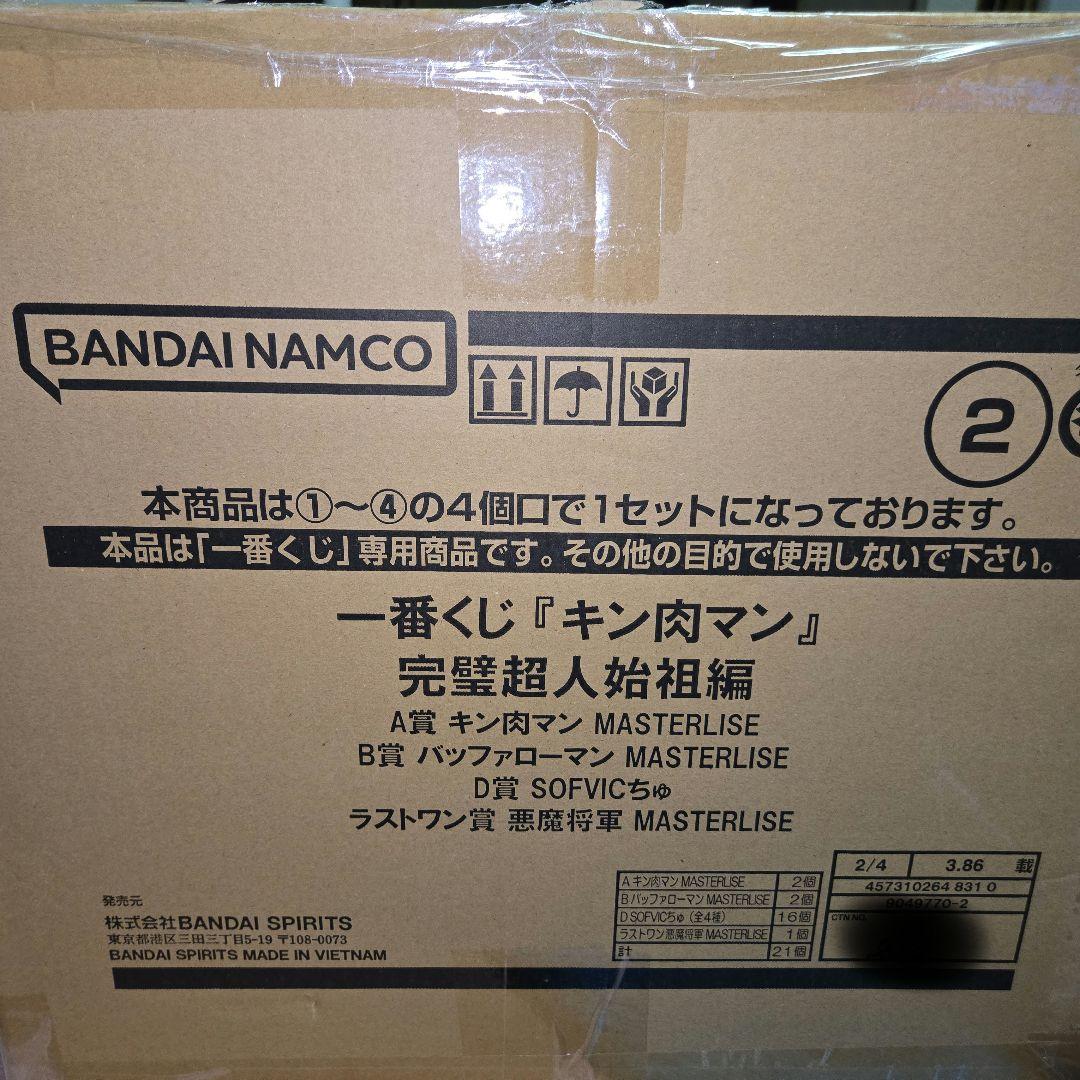 BANDAI NAMCO
2
本商品は①~④の4個口で1セットになっております。
本品は「一番くじ」専用商品です。その他の目的で使用しないで下さい。
一番くじ『キン肉マン』
完璧超人始祖編
A賞 キン肉マン MASTERLISE
B賞 バッファローマン MASTERLISE
D賞 SOFVICちゅ
ラストワン賞 悪魔将軍 MASTERLISE
発売元
株式会社BANDAI SPIRITS
東京都港区三田三丁目5-19 〒108-0073
BANDAI SPIRITS MADE IN VIETNAM
A キン肉マン MASTERLISE 2個
B バッファローマン MASTERLISE 2個
D SOFVICちゅ (全4種) 16個
ラストワン悪魔将軍 MASTERLISE 1個
計 21個
2/4 3.86 載
457310264 831 0
9049770-2
CTN NO.